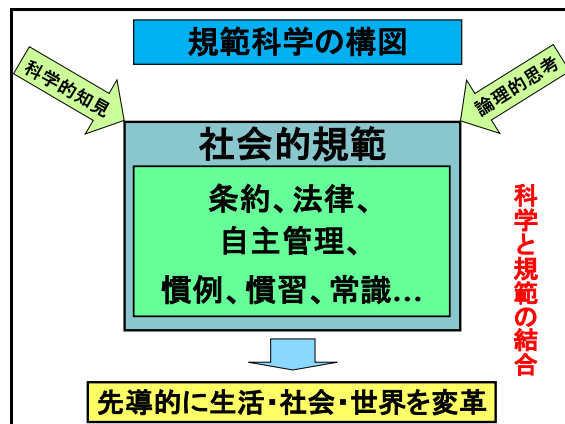 規範科学の構図
科学的知見
論理的思考
社会的規範
条約、法律、
自主管理、
慣例、慣習、常識…
科学と規範の結合
先導的に生活・社会・世界を変革